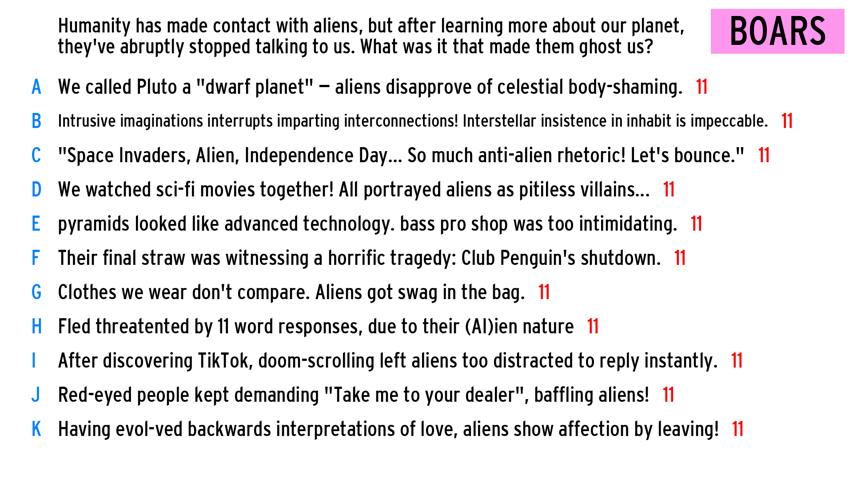 Humanity has made contact with aliens, but after learning more about our planet,
they've abruptly stopped talking to us. What was it that made them ghost us?
BOARS
A We called Pluto a "dwarf planet" – aliens disapprove of celestial body-shaming. 11
B Intrusive imaginations interrupts imparting interconnections! Interstellar insistence in inhabit is impeccable. 11
C "Space Invaders, Alien, Independence Day... So much anti-alien rhetoric! Let's bounce." 11
D We watched sci-fi movies together! All portrayed aliens as pitiless villains... 11
E pyramids looked like advanced technology. bass pro shop was too intimidating. 11
F Their final straw was witnessing a horrific tragedy: Club Penguin's shutdown. 11
G Clothes we wear don't compare. Aliens got swag in the bag. 11
H Fled threatented by 11 word responses, due to their (AI)ien nature 11
I After discovering TikTok, doom-scrolling left aliens too distracted to reply instantly. 11
J Red-eyed people kept demanding "Take me to your dealer", baffling aliens! 11
K Having evol-ved backwards interpretations of love, aliens show affection by leaving! 11